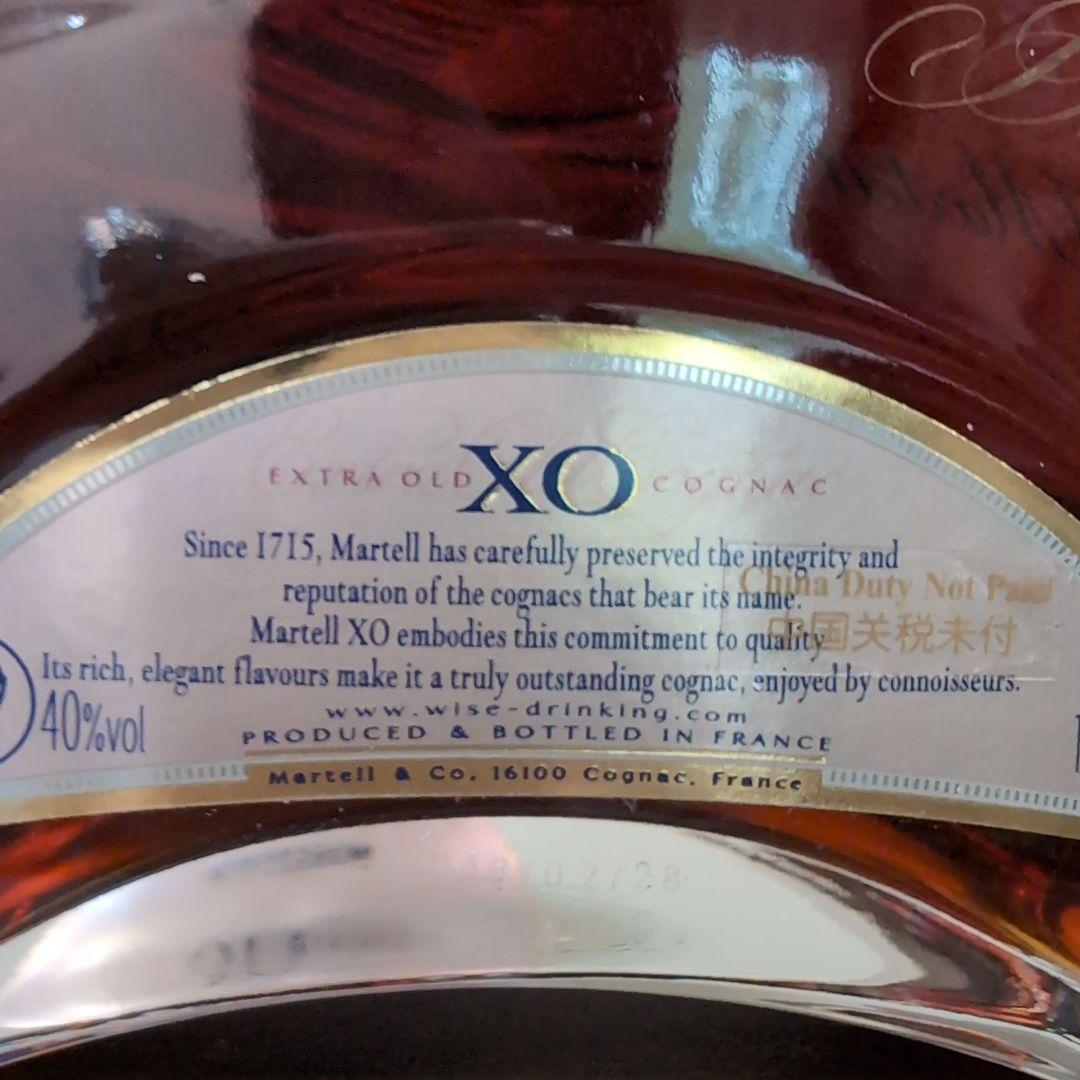 EXTRA OLD XO COGNAC
Since 1715, Martell has carefully preserved the integrity and
reputation of the cognacs that bear its name.
Martell XO embodies this commitment to quality.
Its rich, elegant flavours make it a truly outstanding cognac, enjoyed by connoisseurs.
China Duty Not Paid
中国关税未付
40%vol
www.wise-drinking.com
PRODUCED & BOTTLED IN FRANCE
Martell & Co, 16100 Cognac, France